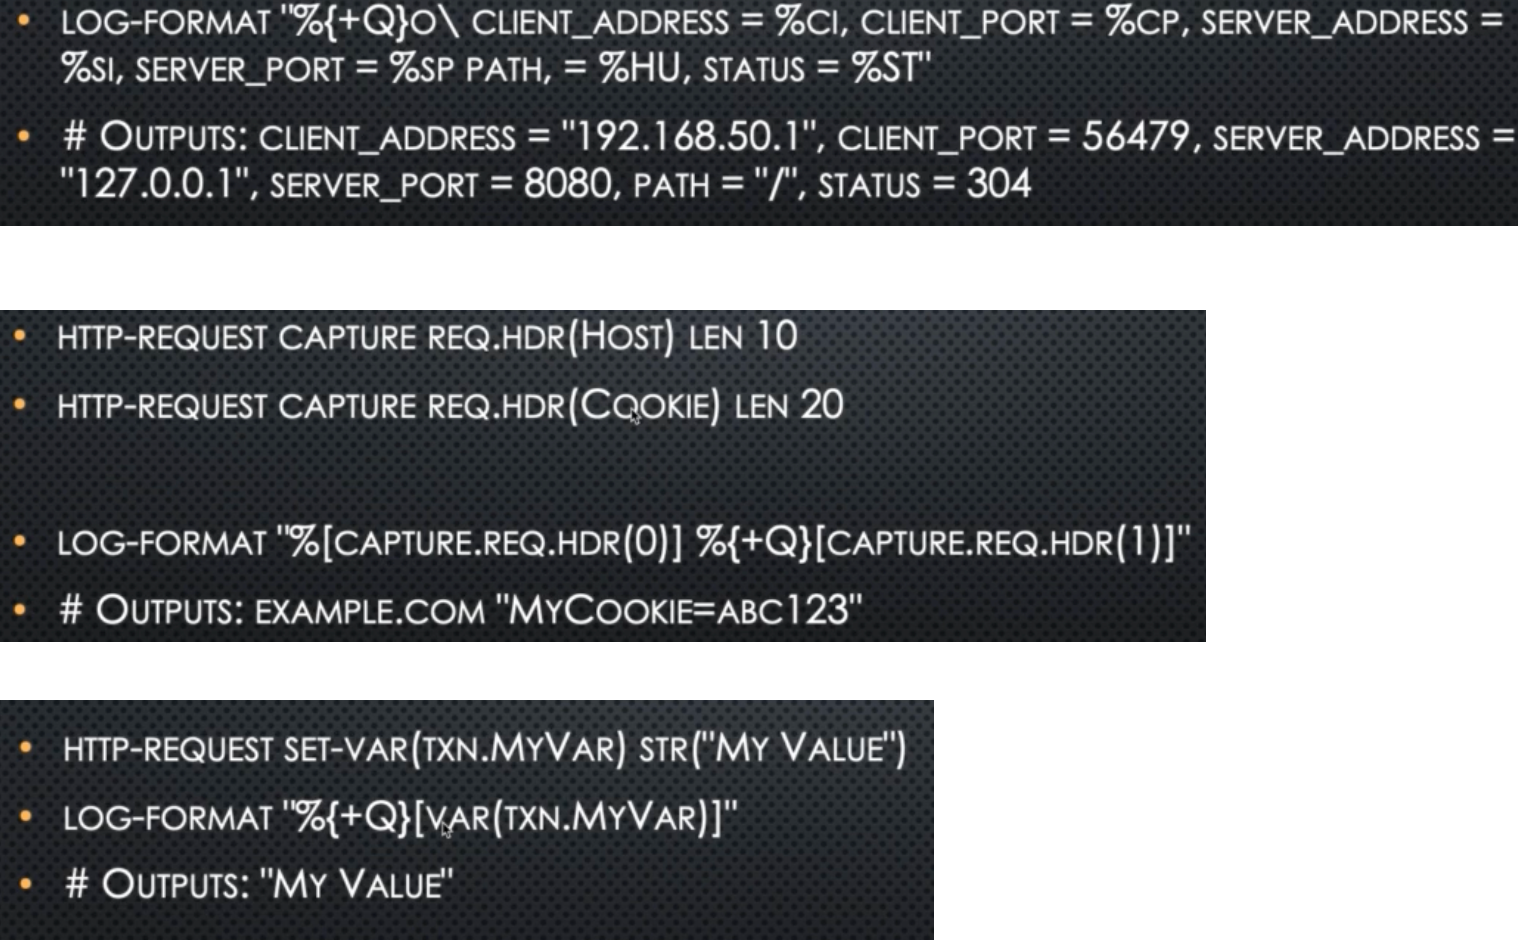 • LOG-FORMAT "%{+Q}O\ CLIENT_ADDRESS = %CI, CLIENT_PORT = %CP, SERVER_ADDRESS =
%SI, SERVER_PORT = %SP PATH, = %HU, STATUS = %ST"
• # OUTPUTS: CLIENT_ADDRESS = "192.168.50.1", CLIENT_PORT = 56479, SERVER_ADDRESS =
"127.0.0.1", SERVER_PORT = 8080, PATH = "/", STATUS = 304
• HTTP-REQUEST CAPTURE REQ.HDR(HOST) LEN 10
• HTTP-REQUEST CAPTURE REQ.HDR(COOKIE) LEN 20
• LOG-FORMAT "%[CAPTURE.REQ.HDR(0)] %{+Q}[CAPTURE.REQ.HDR(1)]"
• # OUTPUTS: EXAMPLE.COM "MYCOOKIE=ABC123"
• HTTP-REQUEST SET-VAR(TXN.MYVAR) STR("MY VALUE")
• LOG-FORMAT "%{+Q}[VAR(TXN.MYVAR)]"
• # OUTPUTS: "MY VALUE"